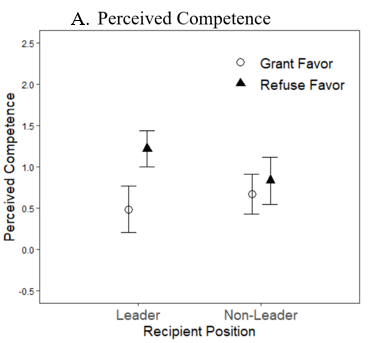 A. Perceived Competence
2.5
2.0
1.5
1.0
0.5
0.0
-0.5
Perceived Competence
Grant Favor
Refuse Favor
Leader Non-Leader
Recipient Position